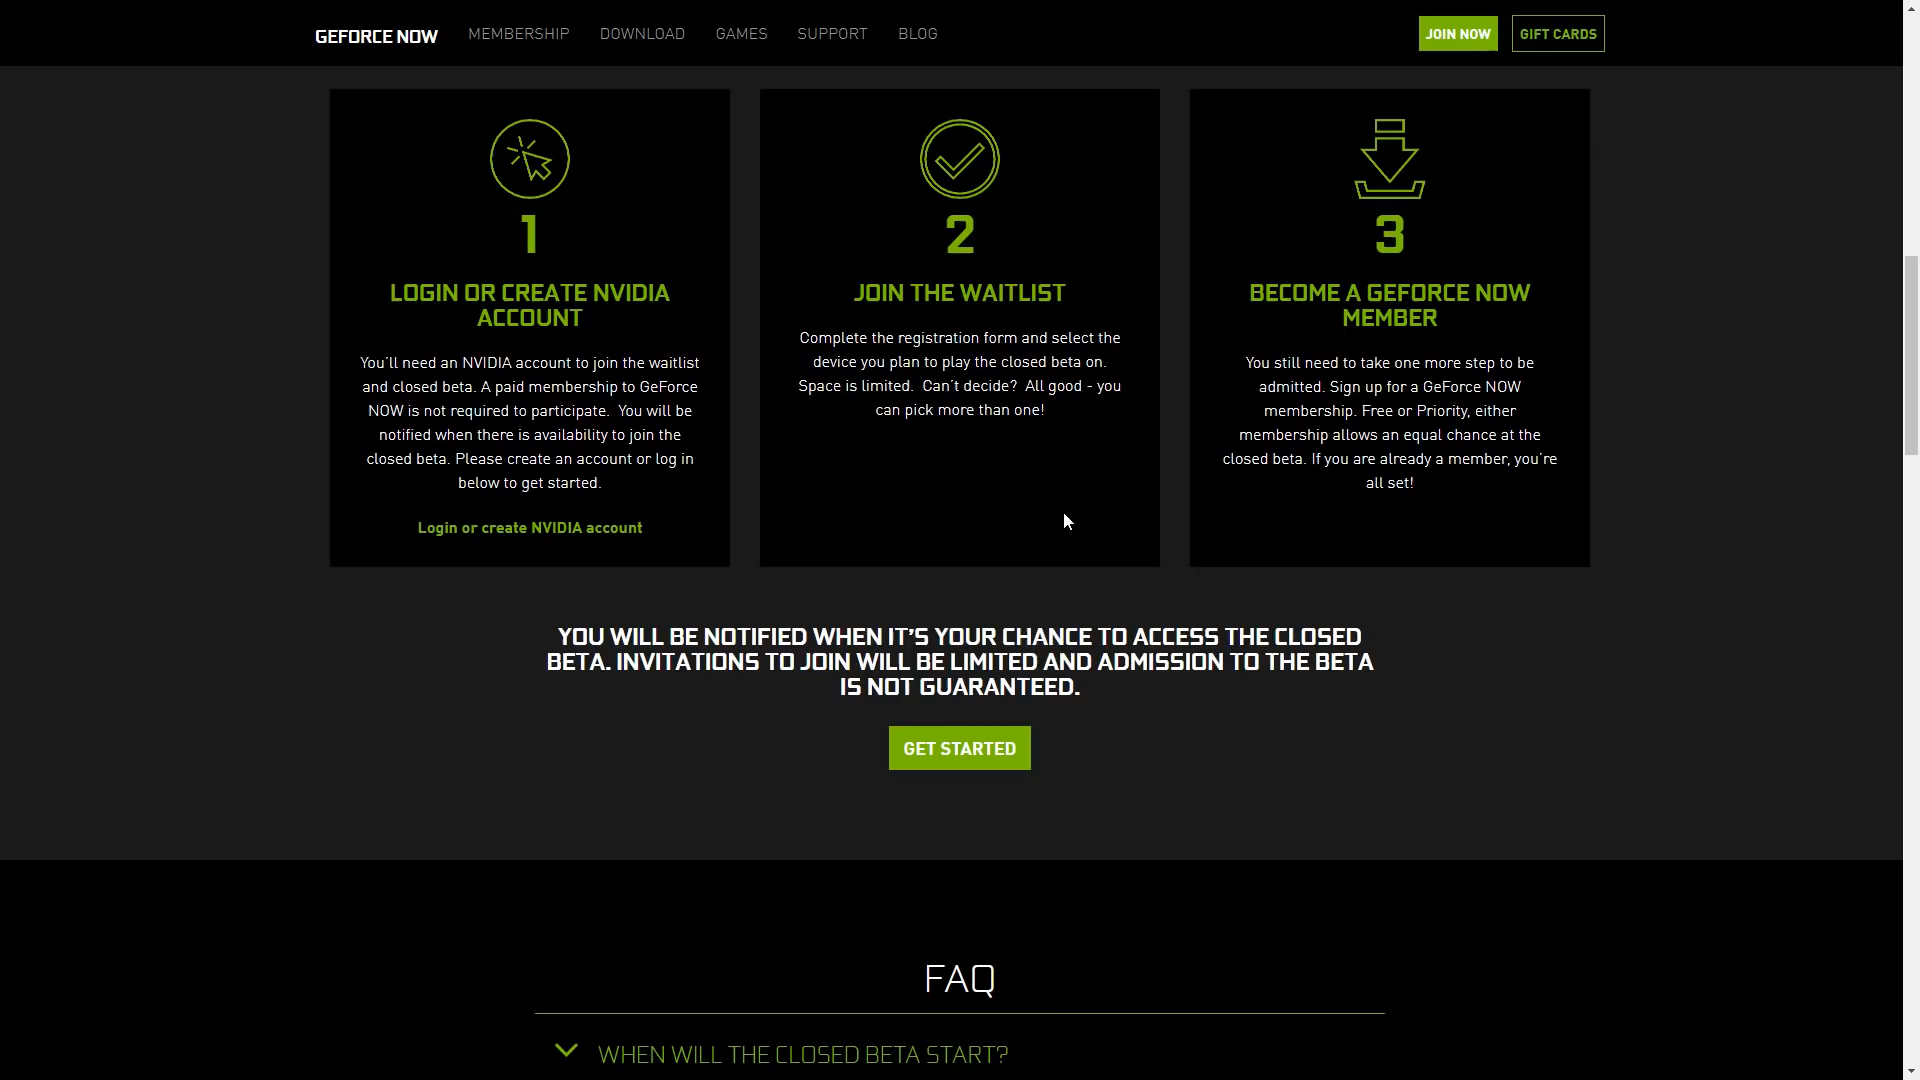 GEFORCE NOW
MEMBERSHIP
DOWNLOAD
GAMES
SUPPORT
BLOG
JOIN NOW
GIFT CARDS
1
LOGIN OR CREATE NVIDIA
ACCOUNT
You'll need an NVIDIA account to join the waitlist
and closed beta. A paid membership to GeForce
NOW is not required to participate.  You will be
notified when there is availability to join the
closed beta. Please create an account or log in
below to get started.
Login or create NVIDIA account
2
JOIN THE WAITLIST
Complete the registration form and select the
device you plan to play the closed beta on.
Space is limited.  Can't decide?  All good - you
can pick more than one!
3
BECOME A GEFORCE NOW
MEMBER
You still need to take one more step to be
admitted. Sign up for a GeForce NOW
membership. Free or Priority, either
membership allows an equal chance at the
closed beta. If you are already a member, you're
all set!
YOU WILL BE NOTIFIED WHEN IT'S YOUR CHANCE TO ACCESS THE CLOSED
BETA. INVITATIONS TO JOIN WILL BE LIMITED AND ADMISSION TO THE BETA
IS NOT GUARANTEED.
GET STARTED
FAQ
WHEN WILL THE CLOSED BETA START?